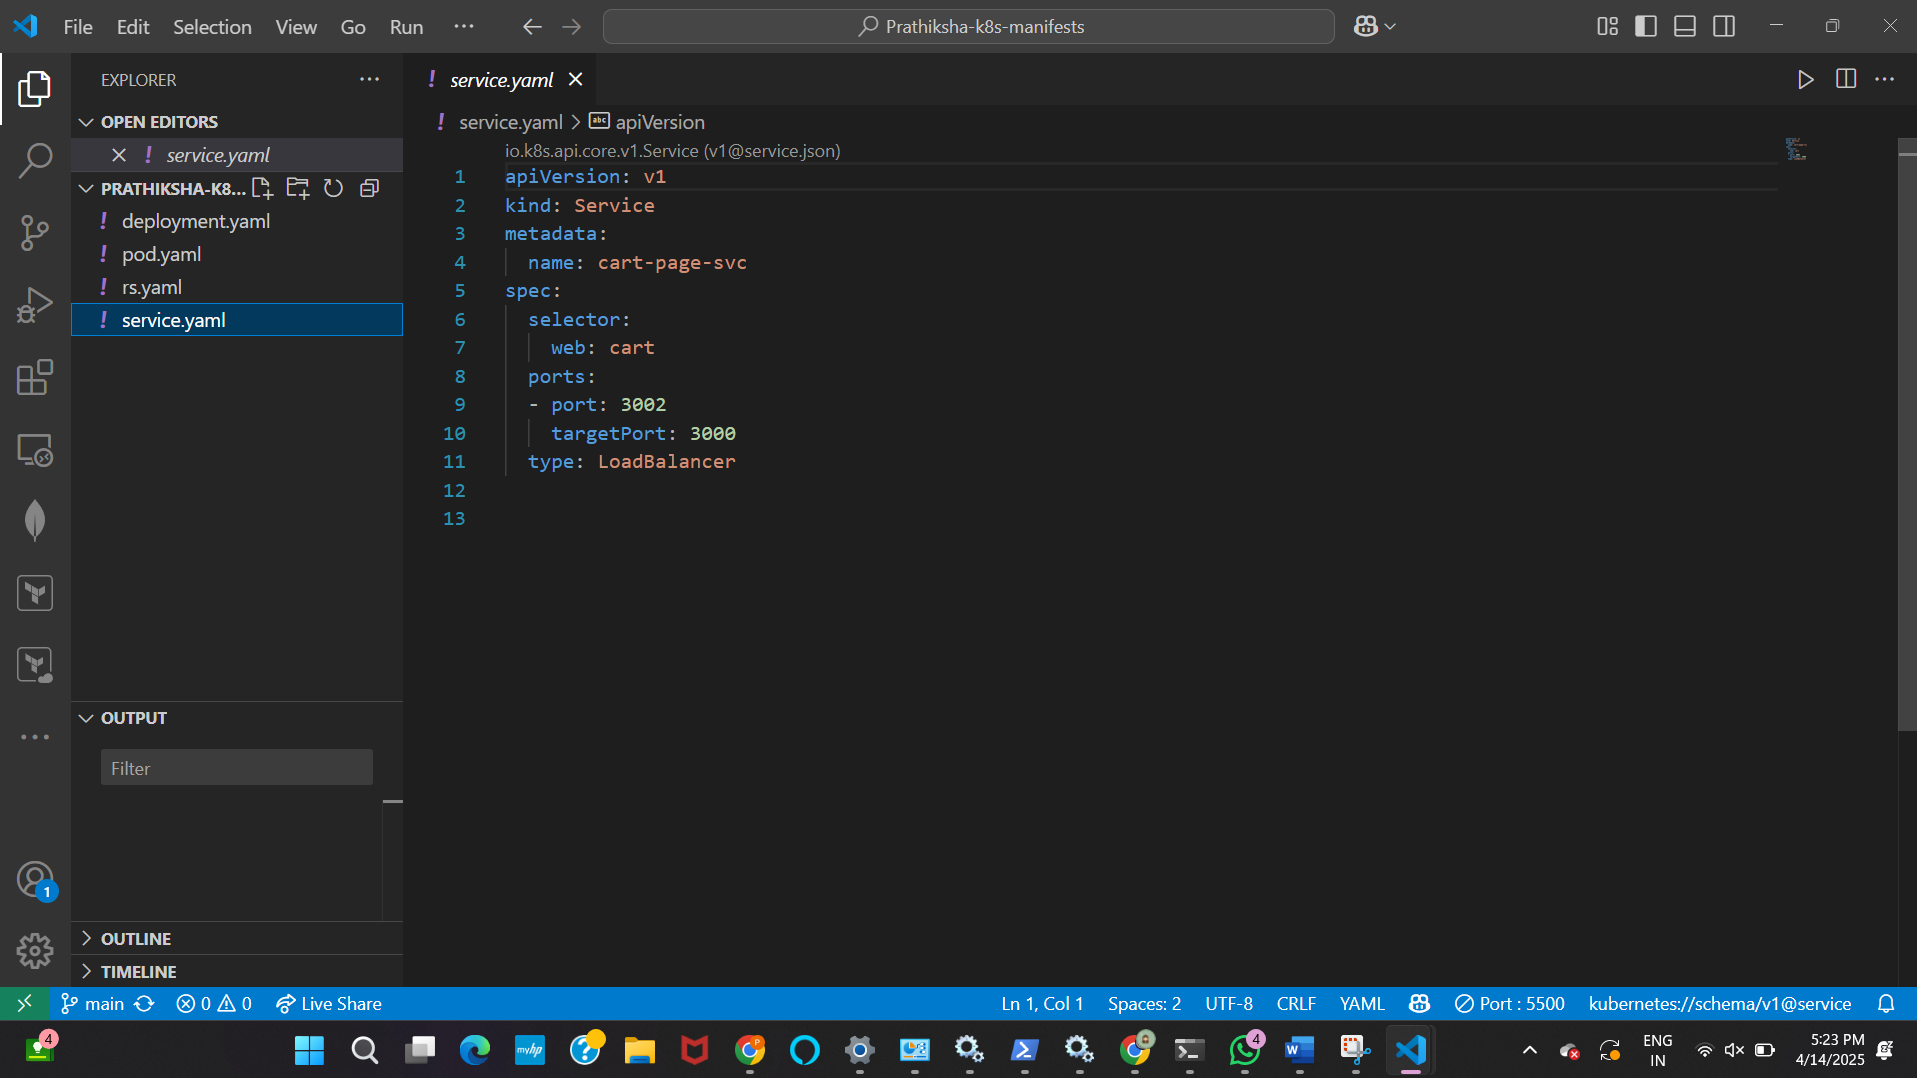 File Edit Selection View Go Run ··· Prathiksha-k8s-manifests
EXPLORER
service.yaml
OPEN EDITORS
service.yaml > apiVersion
service.yaml
io.k8s.api.core.v1.Service (v1@service.json)
PRATHIKSHA-K8...
deployment.yaml
pod.yaml
rs.yaml
service.yaml
1 apiVersion: v1
2 kind: Service
3 metadata:
4 name: cart-page-svc
5 spec:
6 selector:
7 web: cart
8 ports:
9 - port: 3002
10 targetPort: 3000
11 type: LoadBalancer
12
13
OUTPUT
Filter
1
OUTLINE
TIMELINE
main 0 0 Live Share Ln 1, Col 1 Spaces: 2 UTF-8 CRLF YAML Port : 5500 kubernetes://schema/v1@service
4 myhp P 4 W ENG 5:23 PM
IN 4/14/2025